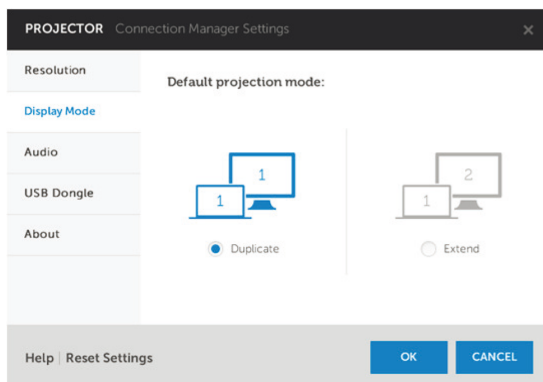 PROJECTOR Connection Manager Settings ×
Resolution
Display Mode
Audio
USB Dongle
About
Default projection mode:
1
1
Duplicate
2
1
Extend
Help | Reset Settings
OK
CANCEL